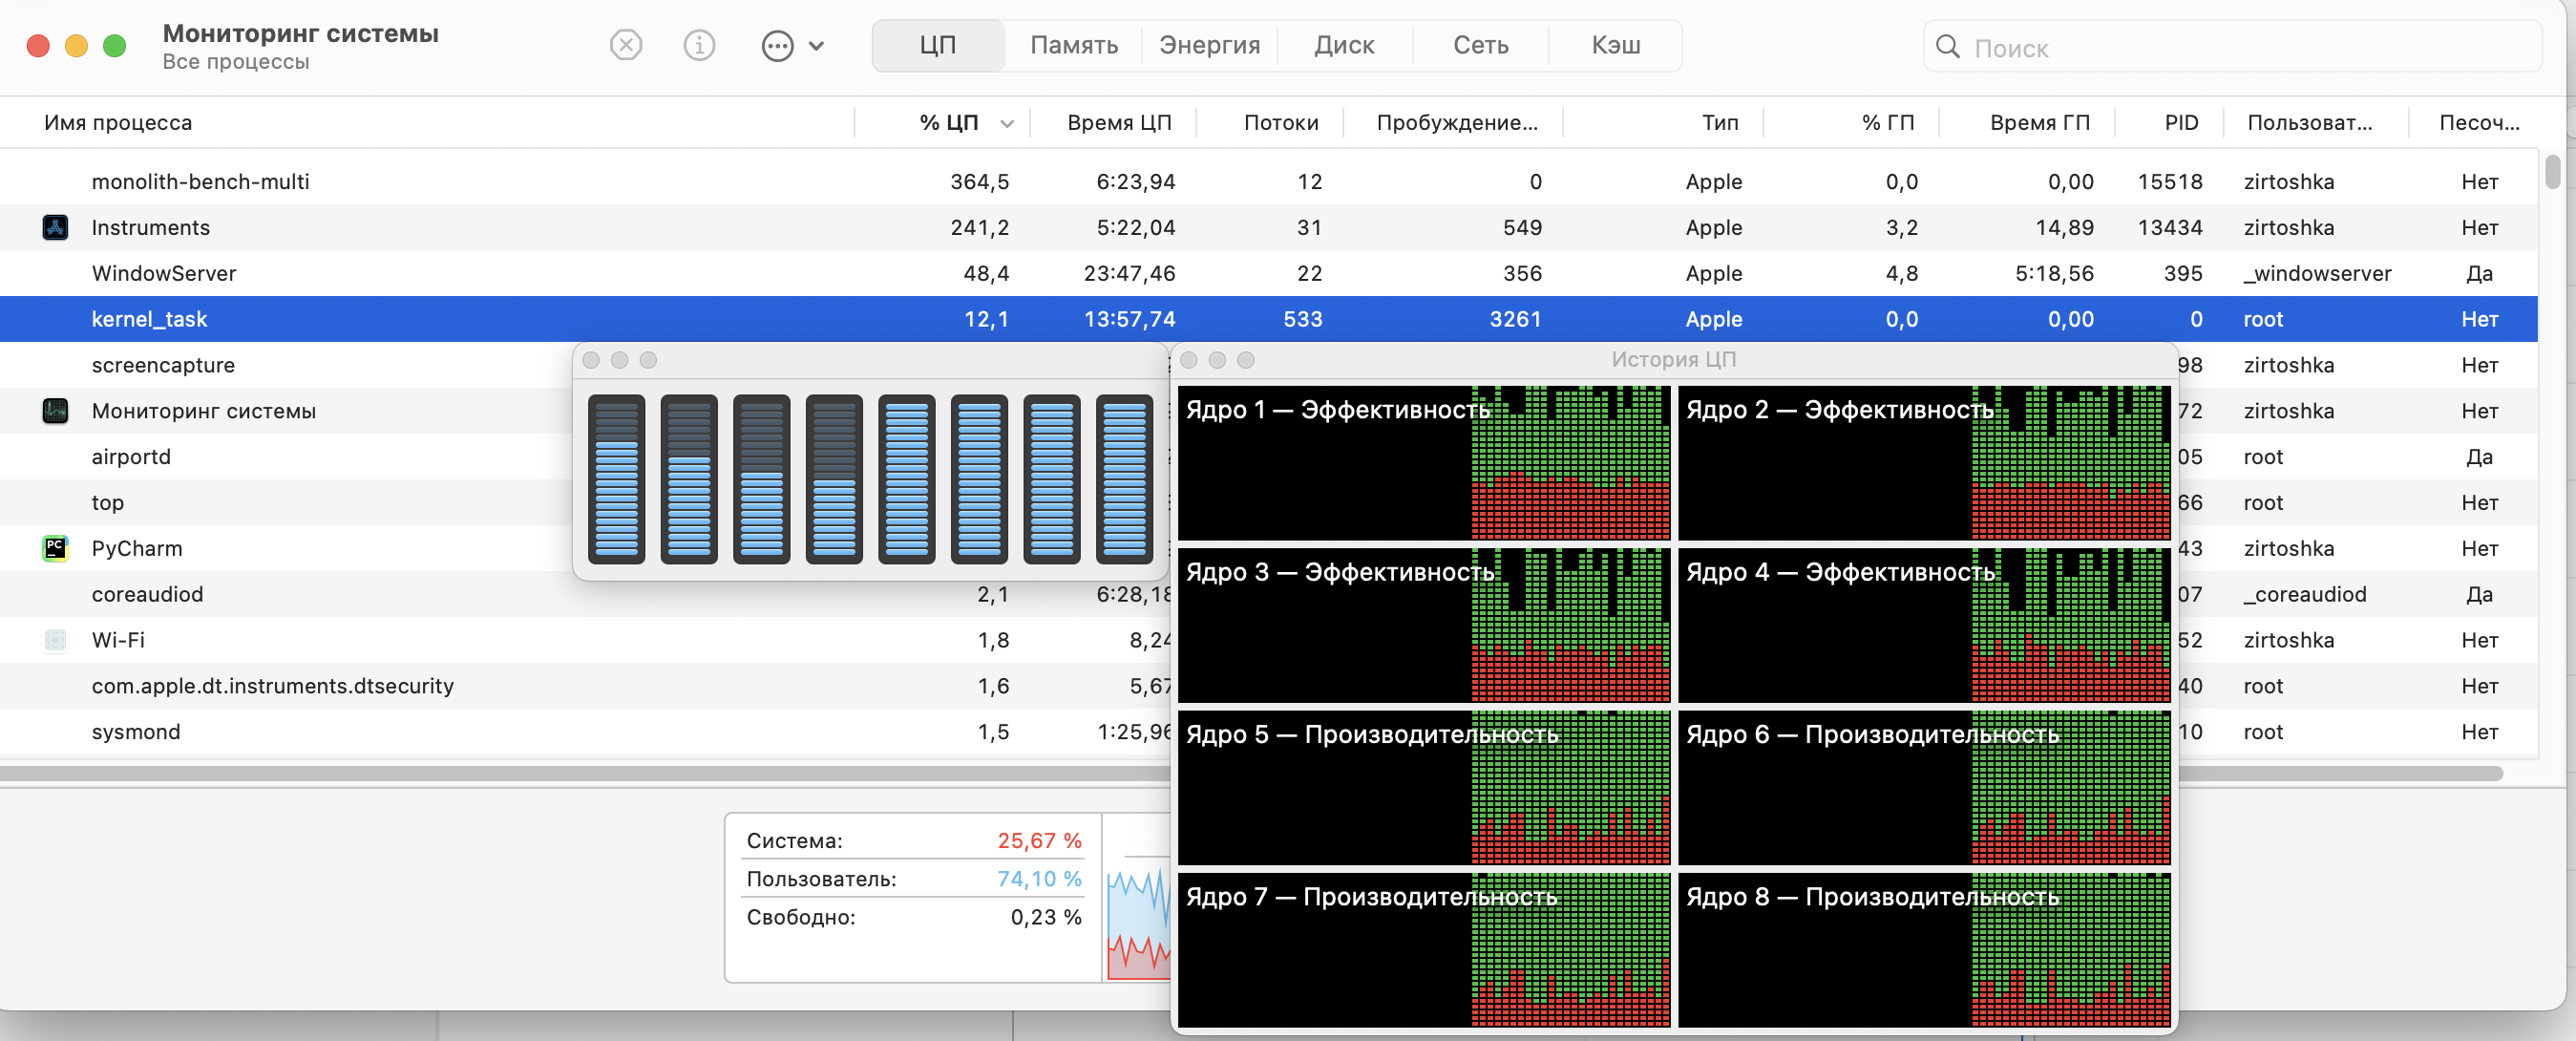 Мониторинг системы
Все процессы
ЦП Память Энергия Диск Сеть Кэш
Поиск
Имя процесса % ЦП Время ЦП Потоки Пробуждение... Тип % ГП Время ГП PID Пользоват... Песоч...
monolith-bench-multi 364,5 6:23,94 12 0 Apple 0,0 0,00 15518 zirtoshka Нет
Instruments 241,2 5:22,04 31 549 Apple 3,2 14,89 13434 zirtoshka Нет
WindowServer 48,4 23:47,46 22 356 Apple 4,8 5:18,56 395 _windowserver Да
kernel_task 12,1 13:57,74 533 3261 Apple 0,0 0,00 0 root Нет
screencapture 98 zirtoshka Нет
Мониторинг системы 72 zirtoshka Нет
airportd 05 root Да
top 66 root Нет
PyCharm 43 zirtoshka Нет
coreaudiod 2,1 6:28,18 07 _coreaudiod Да
Wi-Fi 1,8 8,24 52 zirtoshka Нет
com.apple.dt.instruments.dtsecurity 1,6 5,67 40 root Нет
sysmond 1,5 1:25,96 10 root Нет
История ЦП
Ядро 1 — Эффективность Ядро 2 — Эффективность
Ядро 3 — Эффективность Ядро 4 — Эффективность
Ядро 5 — Производительность Ядро 6 — Производительность
Ядро 7 — Производительность Ядро 8 — Производительность
Система: 25,67 %
Пользователь: 74,10 %
Свободно: 0,23 %